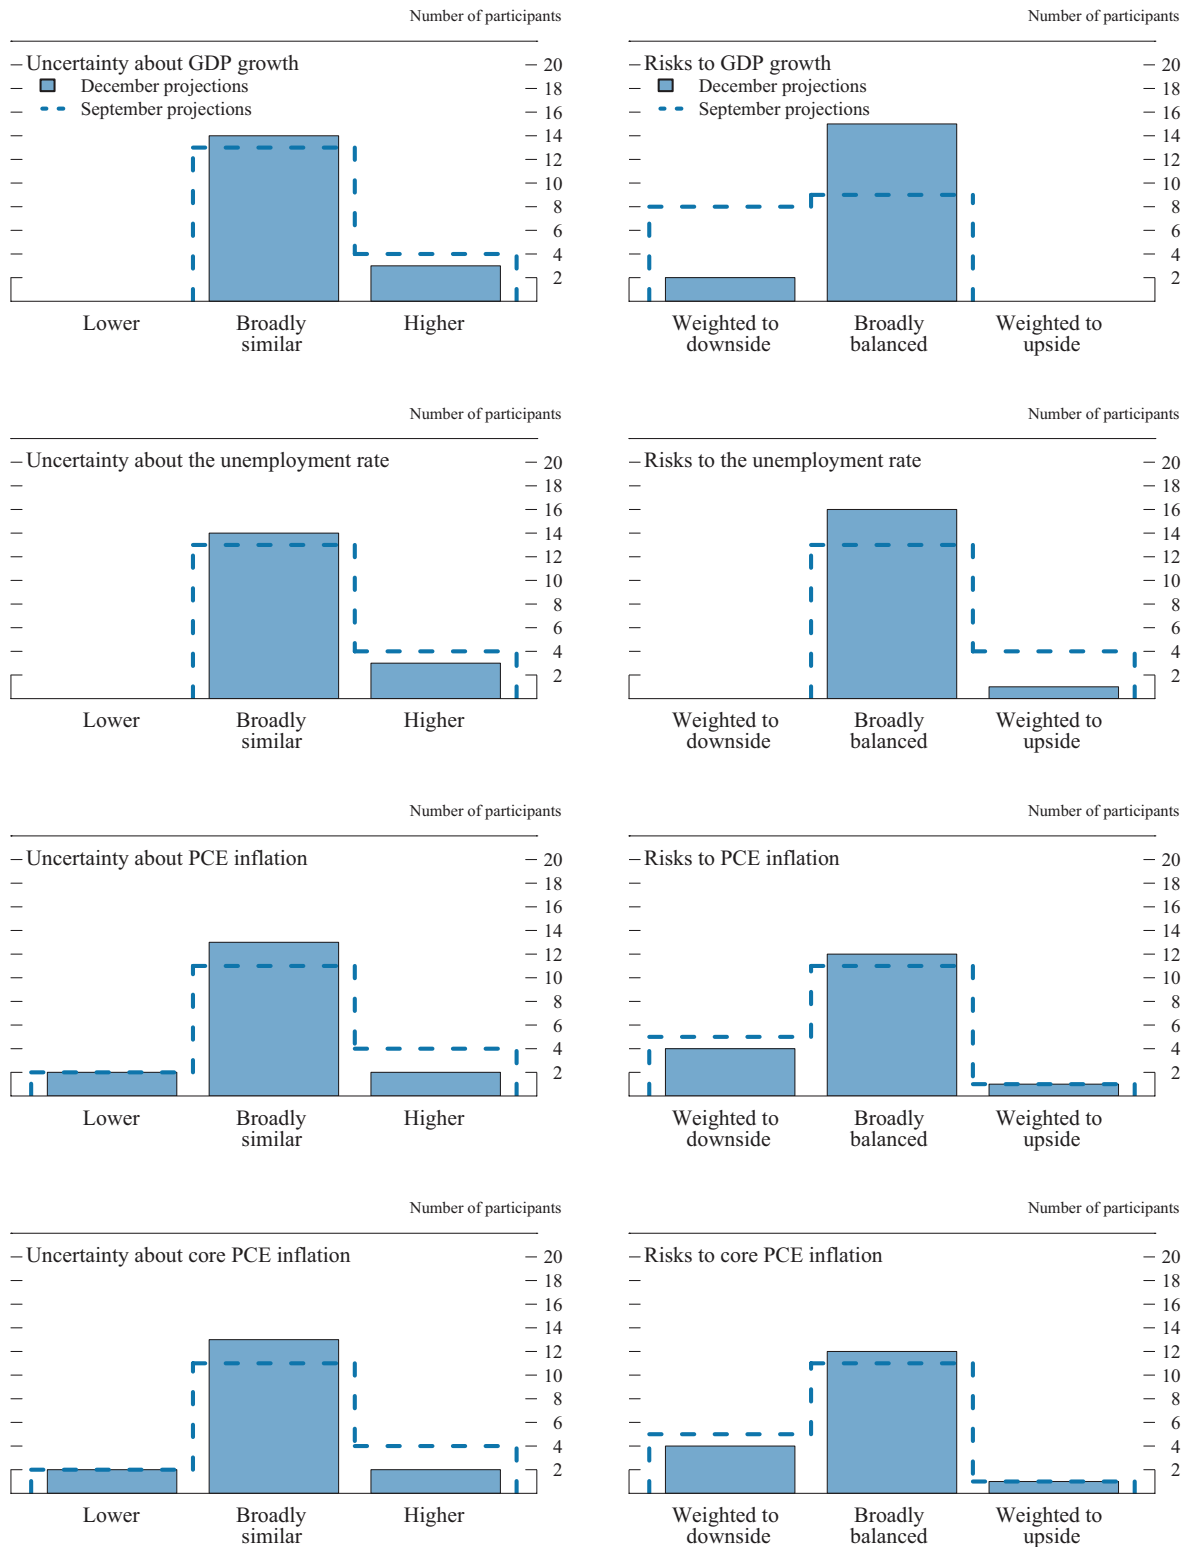 Number of participants
Uncertainty about GDP growth
December projections
September projections
20
18
16
14
12
10
8
6
4
2
Lower
Broadly
similar
Higher
Number of participants
Risks to GDP growth
December projections
September projections
20
18
16
14
12
10
8
6
4
2
Weighted to
downside
Broadly
balanced
Weighted to
upside
Number of participants
Uncertainty about the unemployment rate
20
18
16
14
12
10
8
6
4
2
Lower
Broadly
similar
Higher
Number of participants
Risks to the unemployment rate
20
18
16
14
12
10
8
6
4
2
Weighted to
downside
Broadly
balanced
Weighted to
upside
Number of participants
Uncertainty about PCE inflation
20
18
16
14
12
10
8
6
4
2
Lower
Broadly
similar
Higher
Number of participants
Risks to PCE inflation
20
18
16
14
12
10
8
6
4
2
Weighted to
downside
Broadly
balanced
Weighted to
upside
Number of participants
Uncertainty about core PCE inflation
20
18
16
14
12
10
8
6
4
2
Lower
Broadly
similar
Higher
Number of participants
Risks to core PCE inflation
20
18
16
14
12
10
8
6
4
2
Weighted to
downside
Broadly
balanced
Weighted to
upside